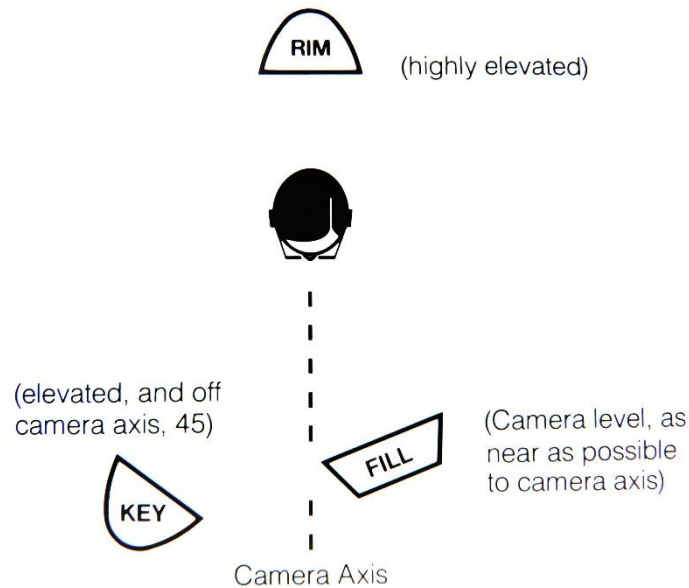 RIM
(highly elevated)
(elevated, and off
camera axis, 45)
(Camera level, as
near as possible
to camera axis)
FILL
KEY
Camera Axis